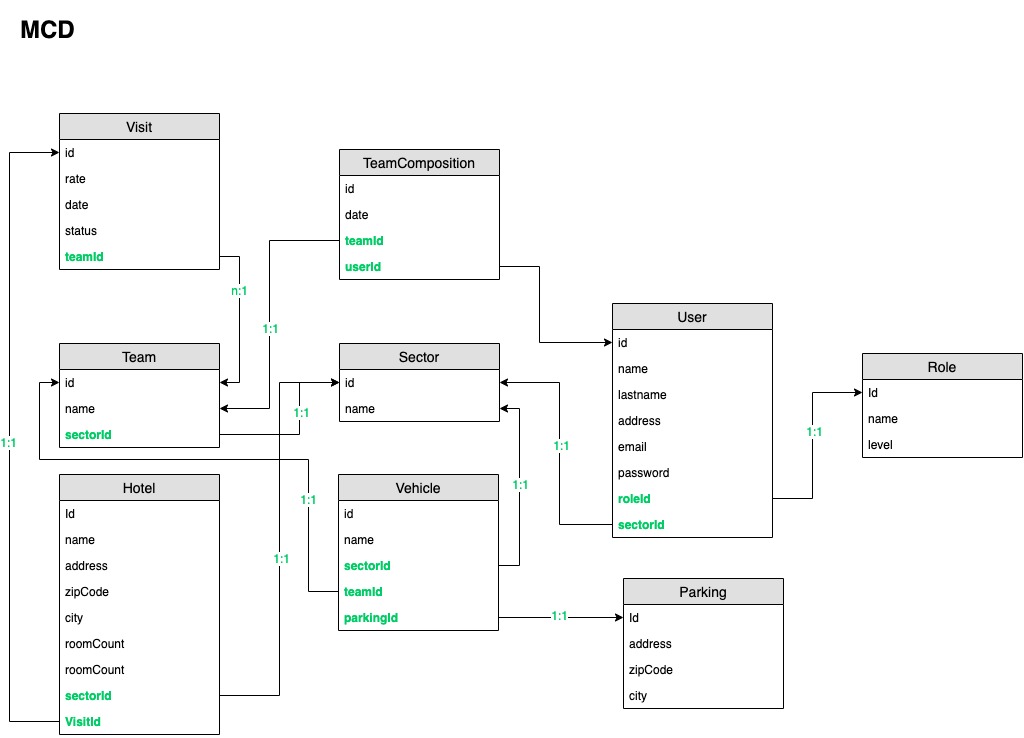 MCD
Visit
id
rate
date
status
teamId
TeamComposition
id
date
teamId
userId
n:1
1:1
User
id
name
lastname
address
email
password
roleId
sectorId
Team
id
name
sectorId
Sector
id
name
1:1
Role
Id
name
level
1:1
1:1
1:1
1:1
1:1
1:1
Hotel
Id
name
address
zipCode
city
roomCount
roomCount
sectorId
VisitId
Vehicle
id
name
sectorId
teamId
parkingId
1:1
1:1
Parking
Id
address
zipCode
city